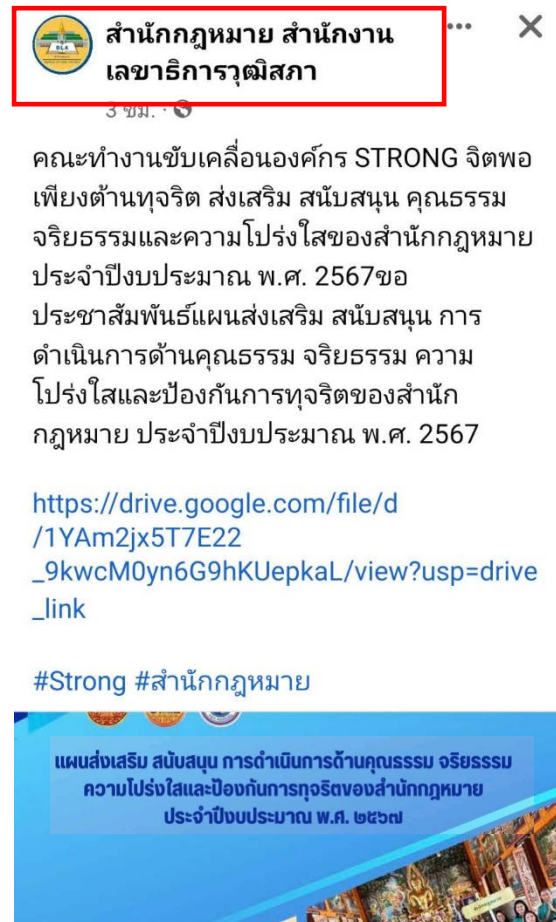 สำนักกฎหมาย สำนักงาน
เลขาธิการวุฒิสภา
3 ชม. ·
คณะทำงานขับเคลื่อนองค์กร STRONG จิตพอ
เพียงต้านทุจริต ส่งเสริม สนับสนุน คุณธรรม
จริยธรรมและความโปร่งใสของสำนักกฎหมาย
ประจำปีงบประมาณ พ.ศ. 2567ขอ
ประชาสัมพันธ์แผนส่งเสริม สนับสนุน การ
ดำเนินการด้านคุณธรรม จริยธรรม ความ
โปร่งใสและป้องกันการทุจริตของสำนัก
กฎหมาย ประจำปีงบประมาณ พ.ศ. 2567
https://drive.google.com/file/d
/1YAm2jx5T7E22
_9kwcM0yn6G9hKUepkaL/view?usp=drive
_link
#Strong #สำนักกฎหมาย
แผนส่งเสริม สนับสนุน การดำเนินการด้านคุณธรรม จริยธรรม
ความโปร่งใสและป้องกันการทุจริตของสำนักกฎหมาย
ประจำปีงบประมาณ พ.ศ. ๒๕๖๗